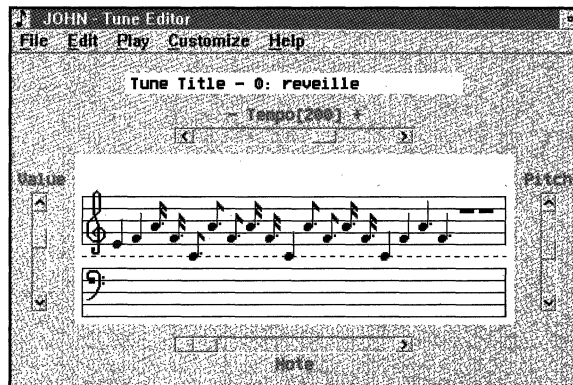 JOHN - Tune Editor
File Edit Play Customize Help
Tune Title - 0: reveille
- Tempo[200] +
Value
Pitch
Note